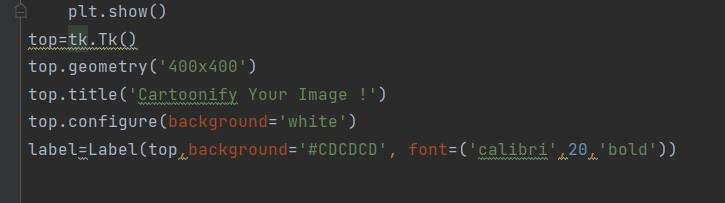 plt.show()
top=tk.Tk()
top.geometry('400x400')
top.title('Cartoonify Your Image !')
top.configure(background='white')
label=Label(top,background='#CDCDCD', font=('calibri',20,'bold'))